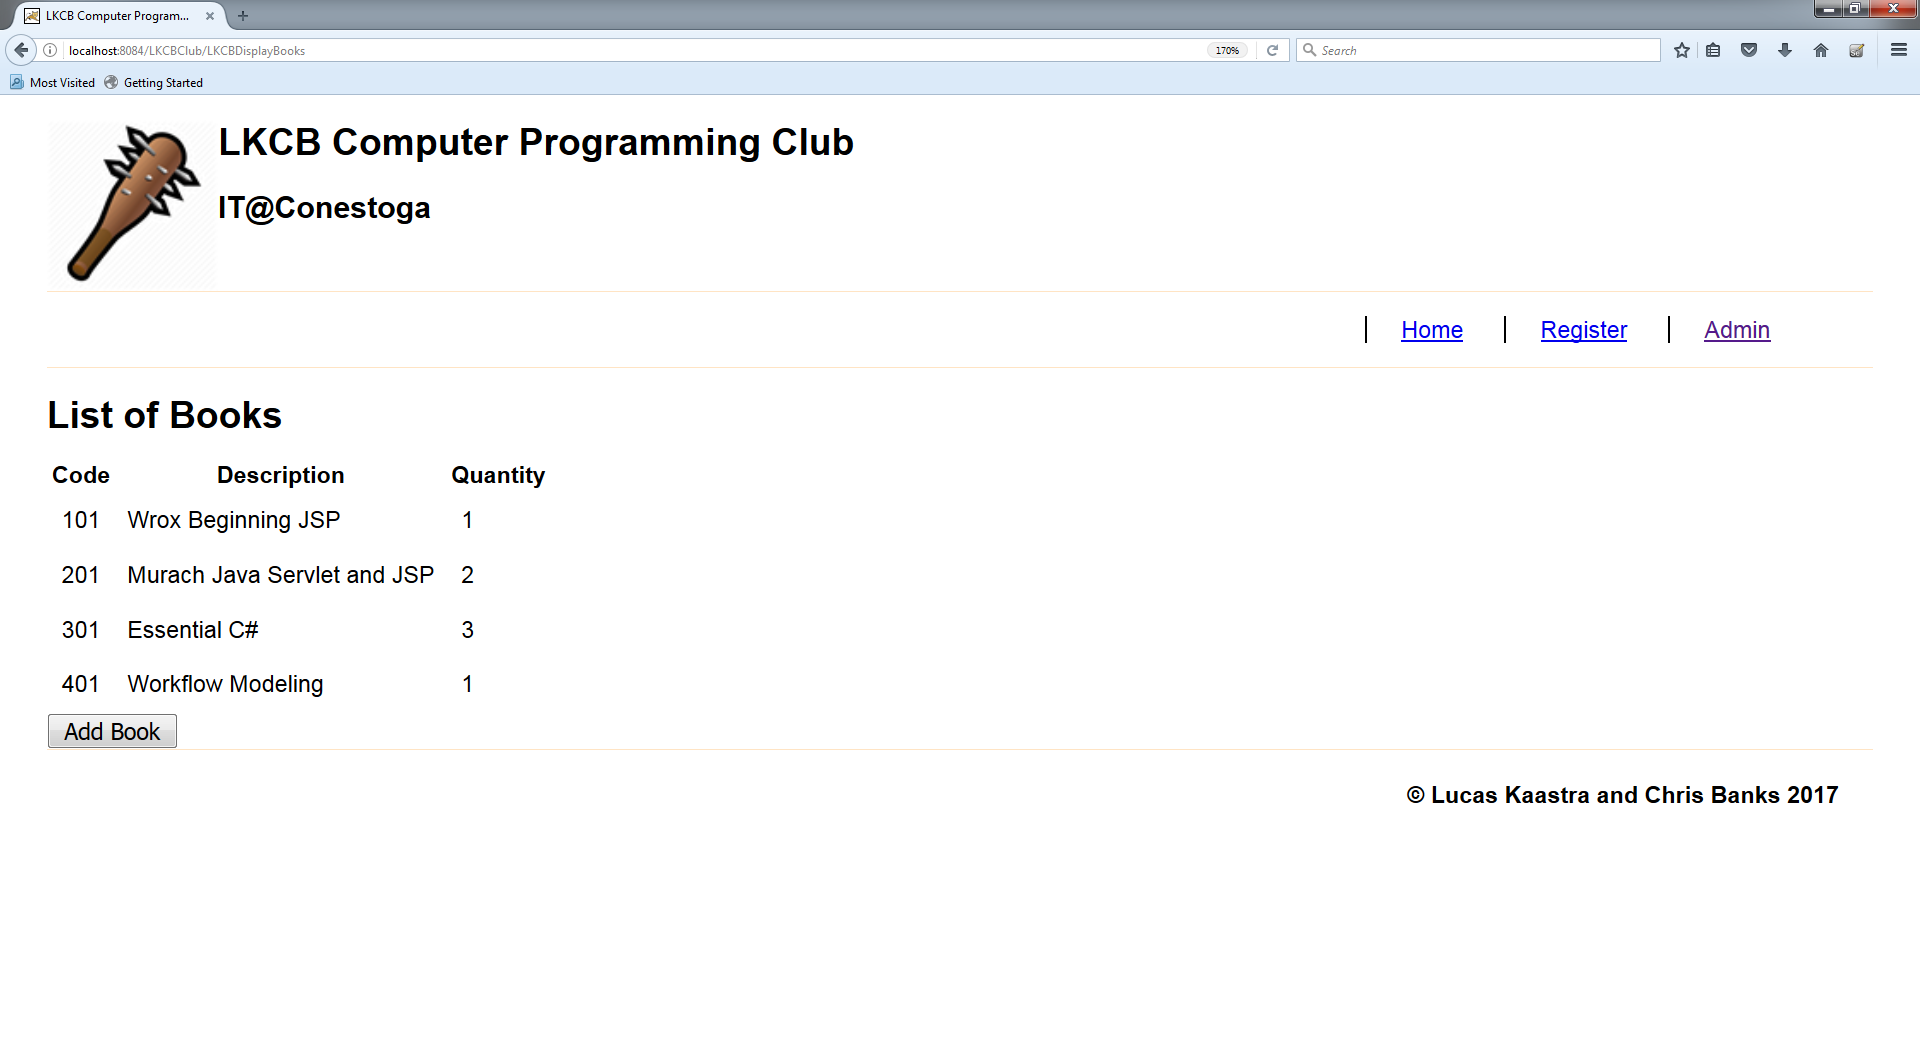 LKCB Computer Program...
localhost:8084/LKCBClub/LKCBDisplayBooks
170%
Search
Most Visited
Getting Started
LKCB Computer Programming Club
IT@Conestoga
Home
Register
Admin
List of Books
Code Description Quantity
101 Wrox Beginning JSP 1
201 Murach Java Servlet and JSP 2
301 Essential C# 3
401 Workflow Modeling 1
Add Book
© Lucas Kaastra and Chris Banks 2017